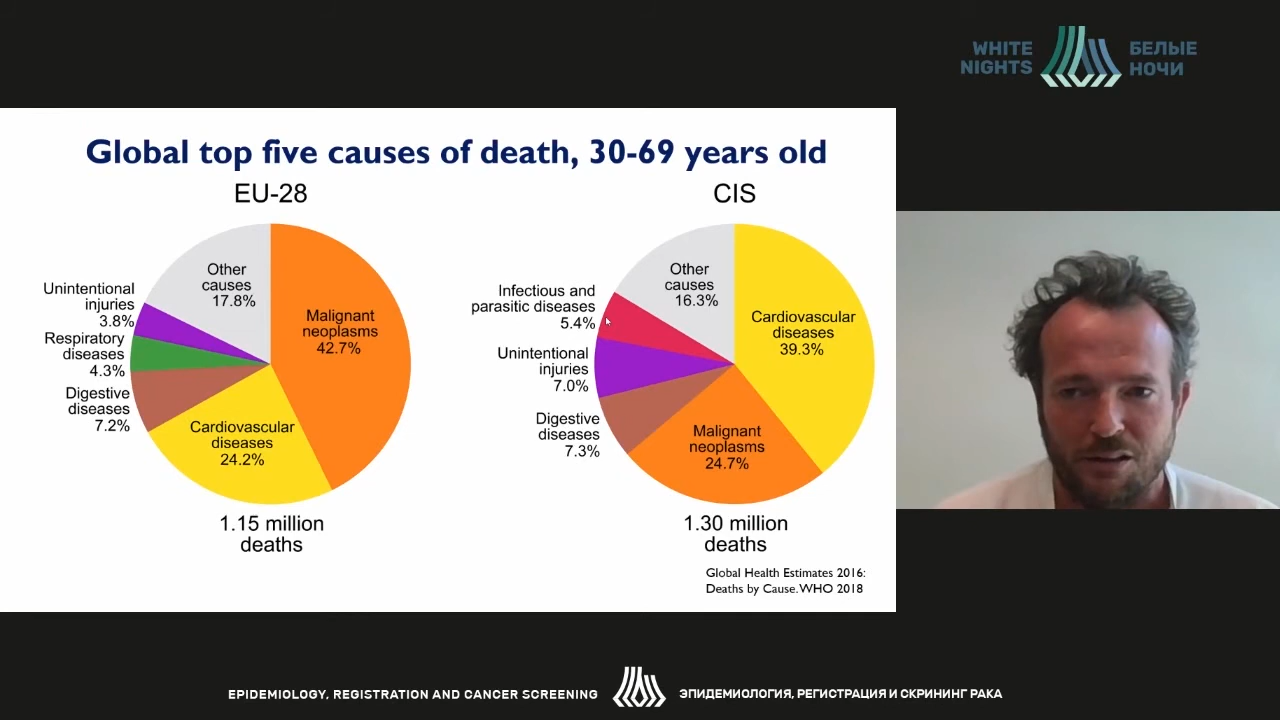 WHITE
NIGHTS
БЕЛЫЕ
НОЧИ
Global top five causes of death, 30-69 years old
EU-28
Other
causes
17.8%
Unintentional
injuries
3.8%
Respiratory
diseases
4.3%
Digestive
diseases
7.2%
Malignant
neoplasms
42.7%
Cardiovascular
diseases
24.2%
1.15 million
deaths
CIS
Other
causes
16.3%
Infectious and
parasitic diseases
5.4%
Unintentional
injuries
7.0%
Digestive
diseases
7.3%
Cardiovascular
diseases
39.3%
Malignant
neoplasms
24.7%
1.30 million
deaths
Global Health Estimates 2016:
Deaths by Cause. WHO 2018
EPIDEMIOLOGY, REGISTRATION AND CANCER SCREENING
ЭПИДЕМИОЛОГИЯ, РЕГИСТРАЦИЯ И СКРИНИНГ РАКА